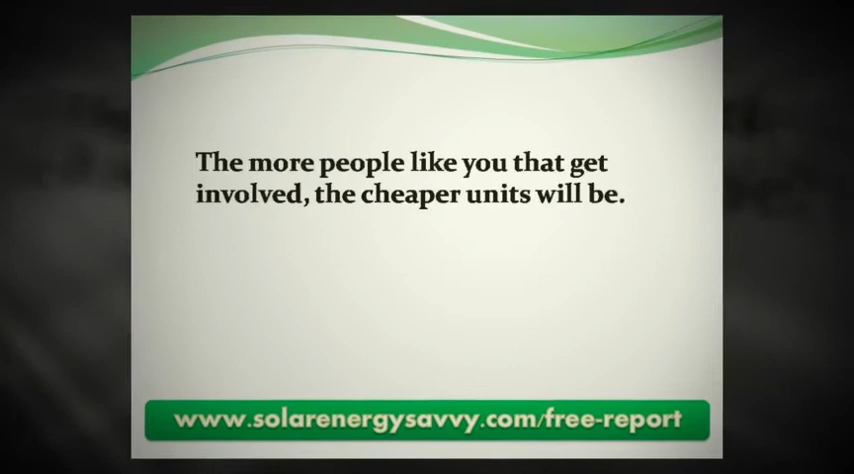 The more people like you that get
involved, the cheaper units will be.
www.solarenergysavvy.com/free-report